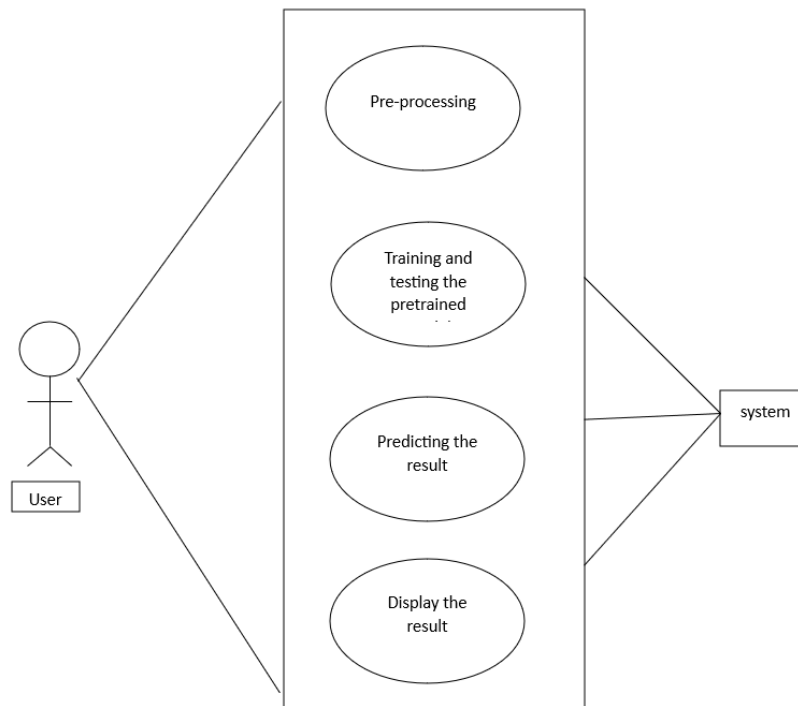 Pre-processing
Training and
testing the
pretrained
Predicting the
result
Display the
result
User
system